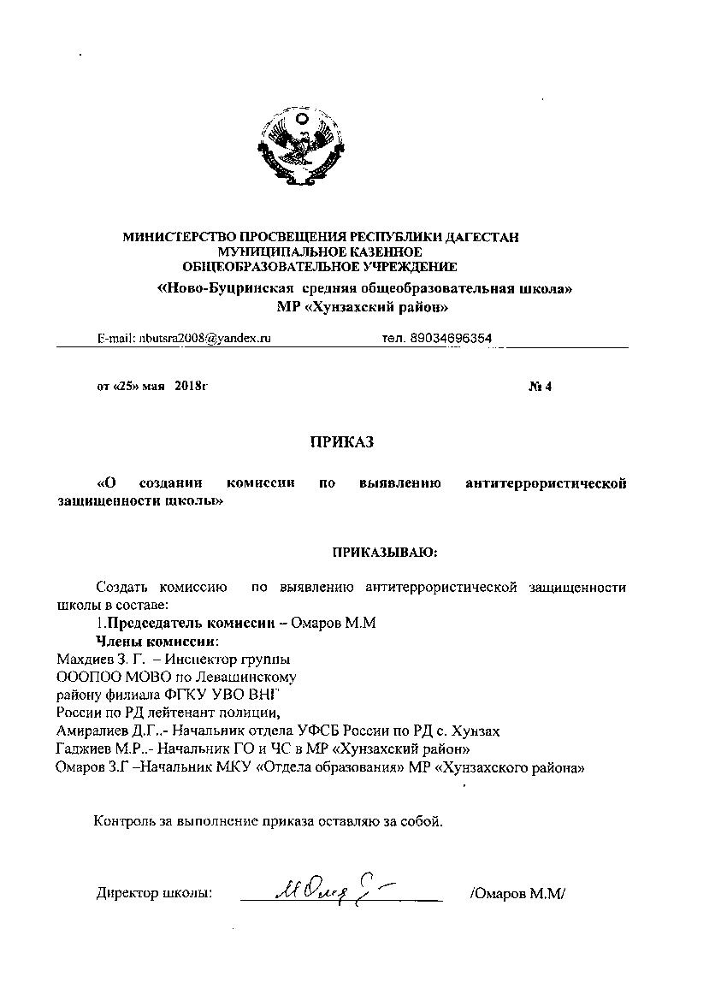 МИНИСТЕРСТВО ПРОСВЕЩЕНИЯ РЕСПУБЛИКИ ДАГЕСТАН
МУНИЦИПАЛЬНОЕ КАЗЕННОЕ
ОБЩЕОБРАЗОВАТЕЛЬНОЕ УЧРЕЖДЕНИЕ
«Ново-Буцринская средняя общеобразовательная школа»
МР «Хунзахский район»
E-mail: nbutsra2008@yandex.ru тел. 89034696354
от «25» мая 2018г № 4
ПРИКАЗ
«О создании комиссии по выявлению антитеррористической
защищенности школы»
ПРИКАЗЫВАЮ:
Создать комиссию по выявлению антитеррористической защищенности
школы в составе:
1.Председатель комиссии – Омаров М.М
Члены комиссии:
Махдиев З. Г. – Инспектор группы
ОООПОО МОВО по Левашинскому
району филиала ФГКУ УВО ВНГ
России по РД лейтенант полиции,
Амиралиев Д.Г..- Начальник отдела УФСБ России по РД с. Хунзах
Гаджиев М.Р..- Начальник ГО и ЧС в МР «Хунзахский район»
Омаров З.Г –Начальник МКУ «Отдела образования» МР «Хунзахского района»
Контроль за выполнение приказа оставляю за собой.
Директор школы: /Омаров М.М/